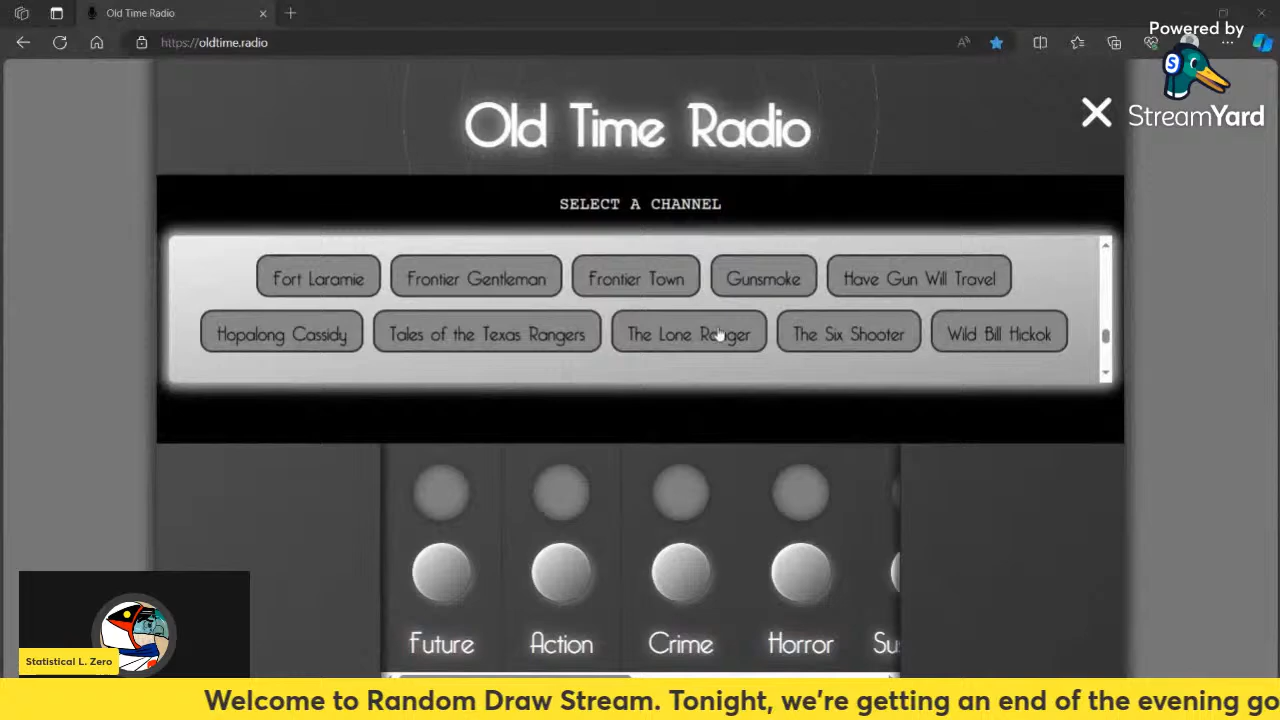 Old Time Radio
https://oldtime.radio
Powered by
StreamYard
Old Time Radio
SELECT A CHANNEL
Fort Laramie Frontier Gentleman Frontier Town Gunsmoke Have Gun Will Travel
Hopalong Cassidy Tales of the Texas Rangers The Lone Ranger The Six Shooter Wild Bill Hickok
Future Action Crime Horror Su
Statistical L. Zero
Welcome to Random Draw Stream. Tonight, we're getting an end of the evening go